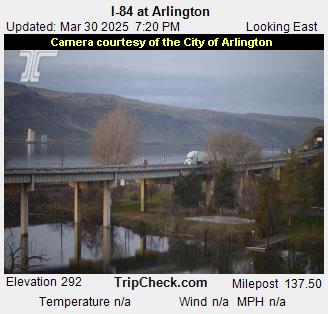 I-84 at Arlington
Updated: Mar 30 2025 7:20 PM Looking East
Camera courtesy of the City of Arlington
Elevation 292 TripCheck.com Milepost 137.50
Temperature n/a Wind n/a MPH n/a